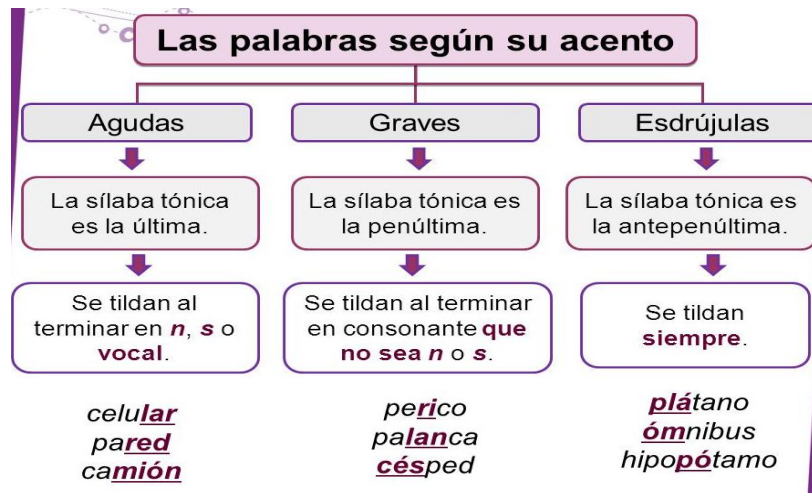 Las palabras según su acento
Agudas
La sílaba tónica
es la última.
Se tildan al
terminar en n, s o
vocal.
celular
pared
camión
Graves
La sílaba tónica es
la penúltima.
Se tildan al terminar
en consonante que
no sea n o s.
perico
palanca
césped
Esdrújulas
La sílaba tónica es
la antepenúltima.
Se tildan
siempre.
plátano
ómnibus
hipopótamo